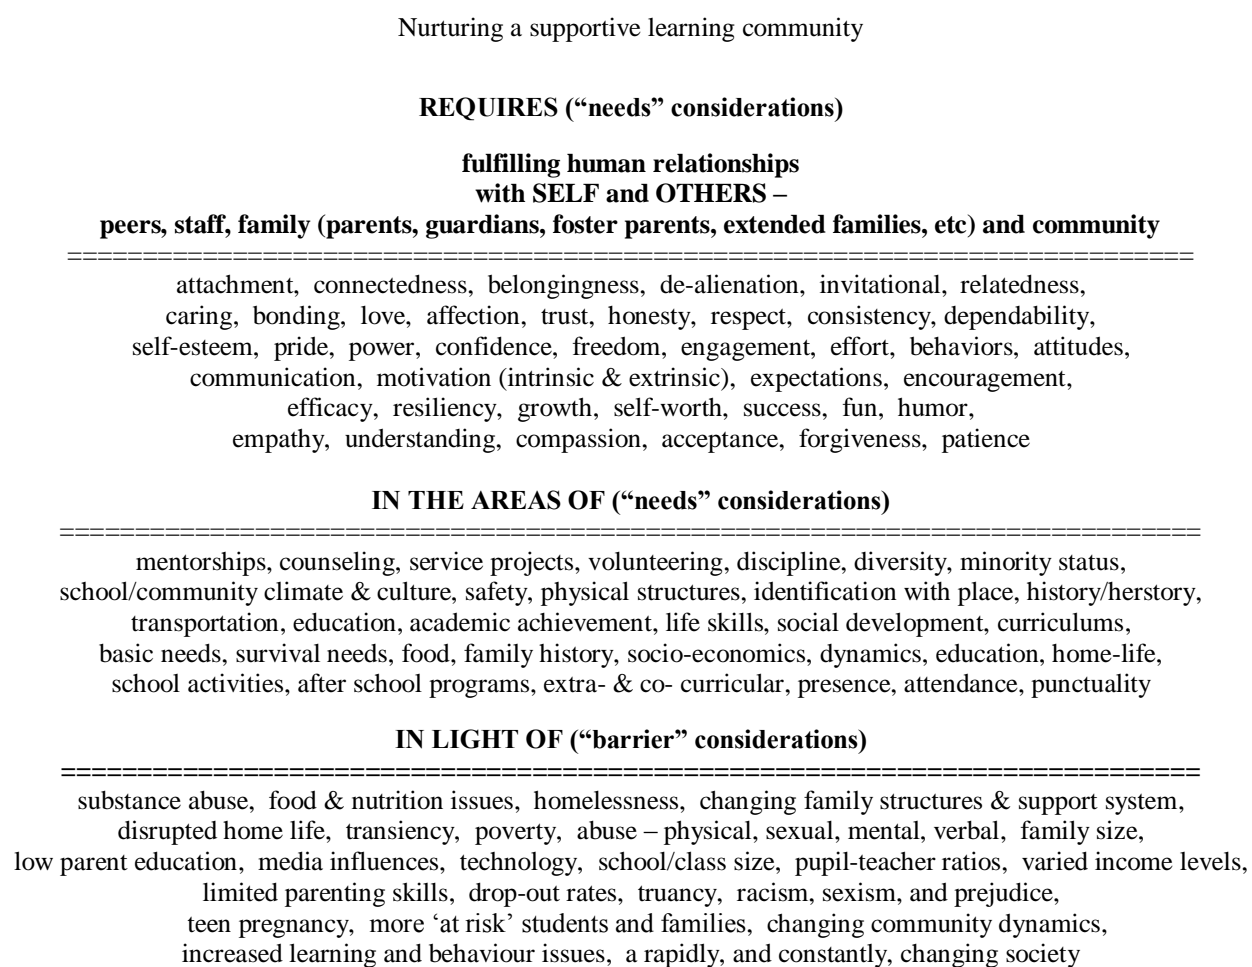 Nurturing a supportive learning community
REQUIRES (“needs” considerations)
fulfilling human relationships
with SELF and OTHERS –
peers, staff, family (parents, guardians, foster parents, extended families, etc) and community
===========================================================================
attachment, connectedness, belongingness, de-alienation, invitational, relatedness,
caring, bonding, love, affection, trust, honesty, respect, consistency, dependability,
self-esteem, pride, power, confidence, freedom, engagement, effort, behaviors, attitudes,
communication, motivation (intrinsic & extrinsic), expectations, encouragement,
efficacy, resiliency, growth, self-worth, success, fun, humor,
empathy, understanding, compassion, acceptance, forgiveness, patience
IN THE AREAS OF (“needs” considerations)
============================================================================
mentorships, counseling, service projects, volunteering, discipline, diversity, minority status,
school/community climate & culture, safety, physical structures, identification with place, history/herstory,
transportation, education, academic achievement, life skills, social development, curriculums,
basic needs, survival needs, food, family history, socio-economics, dynamics, education, home-life,
school activities, after school programs, extra- & co- curricular, presence, attendance, punctuality
IN LIGHT OF (“barrier” considerations)
============================================================================
substance abuse, food & nutrition issues, homelessness, changing family structures & support system,
disrupted home life, transiency, poverty, abuse – physical, sexual, mental, verbal, family size,
low parent education, media influences, technology, school/class size, pupil-teacher ratios, varied income levels,
limited parenting skills, drop-out rates, truancy, racism, sexism, and prejudice,
teen pregnancy, more ‘at risk’ students and families, changing community dynamics,
increased learning and behaviour issues, a rapidly, and constantly, changing society